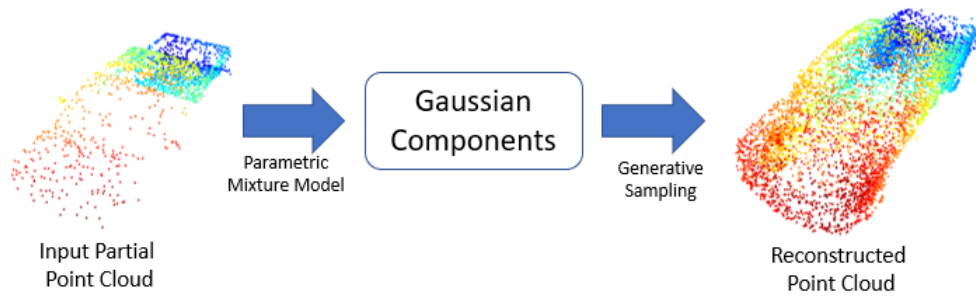 Input Partial
Point Cloud
Parametric
Mixture Model
Gaussian
Components
Generative
Sampling
Reconstructed
Point Cloud